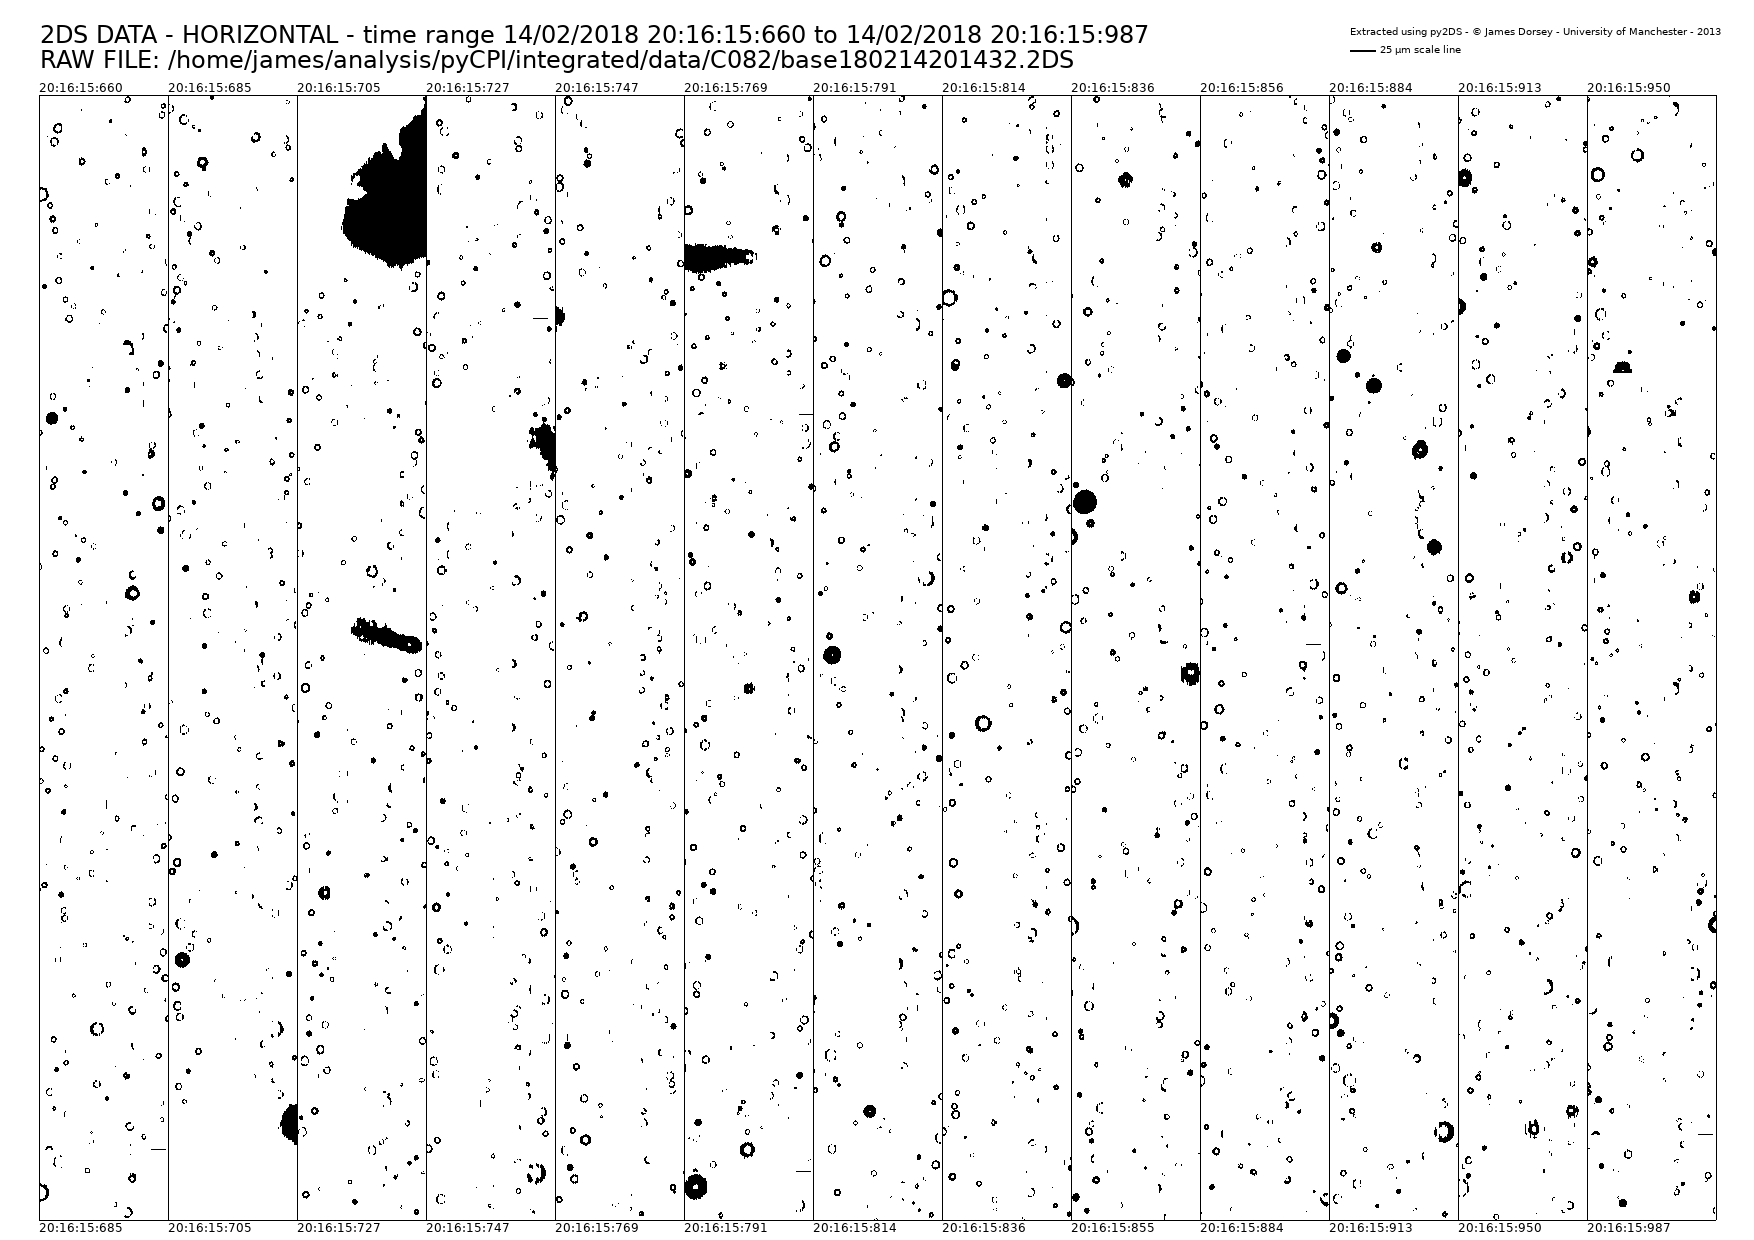 2DS DATA - HORIZONTAL - time range 14/02/2018 20:16:15:660 to 14/02/2018 20:16:15:987
RAW FILE: /home/james/analysis/pyCPI/integrated/data/C082/base180214201432.2DS
Extracted using py2DS - © James Dorsey - University of Manchester - 2013
25 µm scale line
20:16:15:660 20:16:15:685 20:16:15:705 20:16:15:727 20:16:15:747 20:16:15:769 20:16:15:791 20:16:15:814 20:16:15:836 20:16:15:856 20:16:15:884 20:16:15:913 20:16:15:950
20:16:15:685 20:16:15:705 20:16:15:727 20:16:15:747 20:16:15:769 20:16:15:791 20:16:15:814 20:16:15:836 20:16:15:855 20:16:15:884 20:16:15:913 20:16:15:950 20:16:15:987